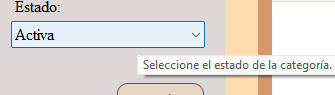 Estado:
Activa
Seleccione el estado de la categoría.